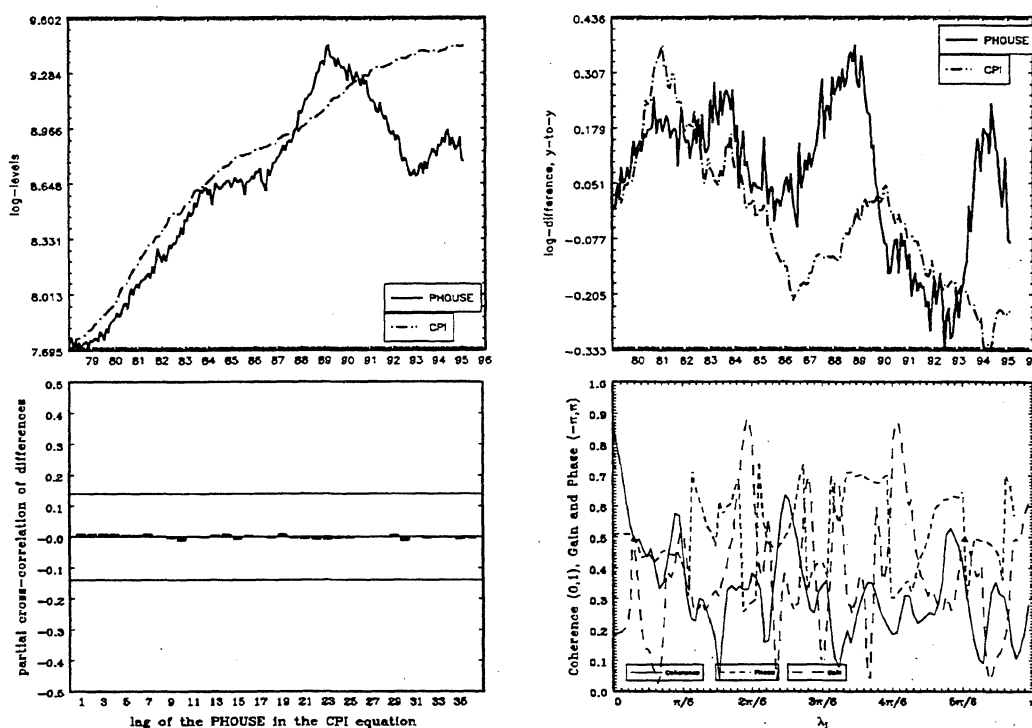 9.602
9.284
8.966
8.648
8.331
8.013
7.695
log-levels
PHOUSE
CPI
79 80 81 82 83 84 85 86 87 88 89 90 91 92 93 94 95 96
0.436
0.307
0.179
0.051
-0.077
-0.205
-0.333
log-difference, y-to-y
PHOUSE
CPI
80 81 82 83 84 85 86 87 88 89 90 91 92 93 94 95 9
0.5
0.4
0.3
0.2
0.1
-0.0
-0.1
-0.2
-0.3
-0.4
-0.5
partial cross-correlation of differences
1 3 5 7 9 11 13 15 17 19 21 23 25 27 29 31 33 36
lag of the PHOUSE in the CPI equation
1.0
0.9
0.8
0.7
0.6
0.5
0.4
0.3
0.2
0.1
0.0
Coherence (0,1), Gain and Phase (-π,π)
Coherence
Phase
Gain
0 π/6 2π/6 3π/6 4π/6 5π/6
λ